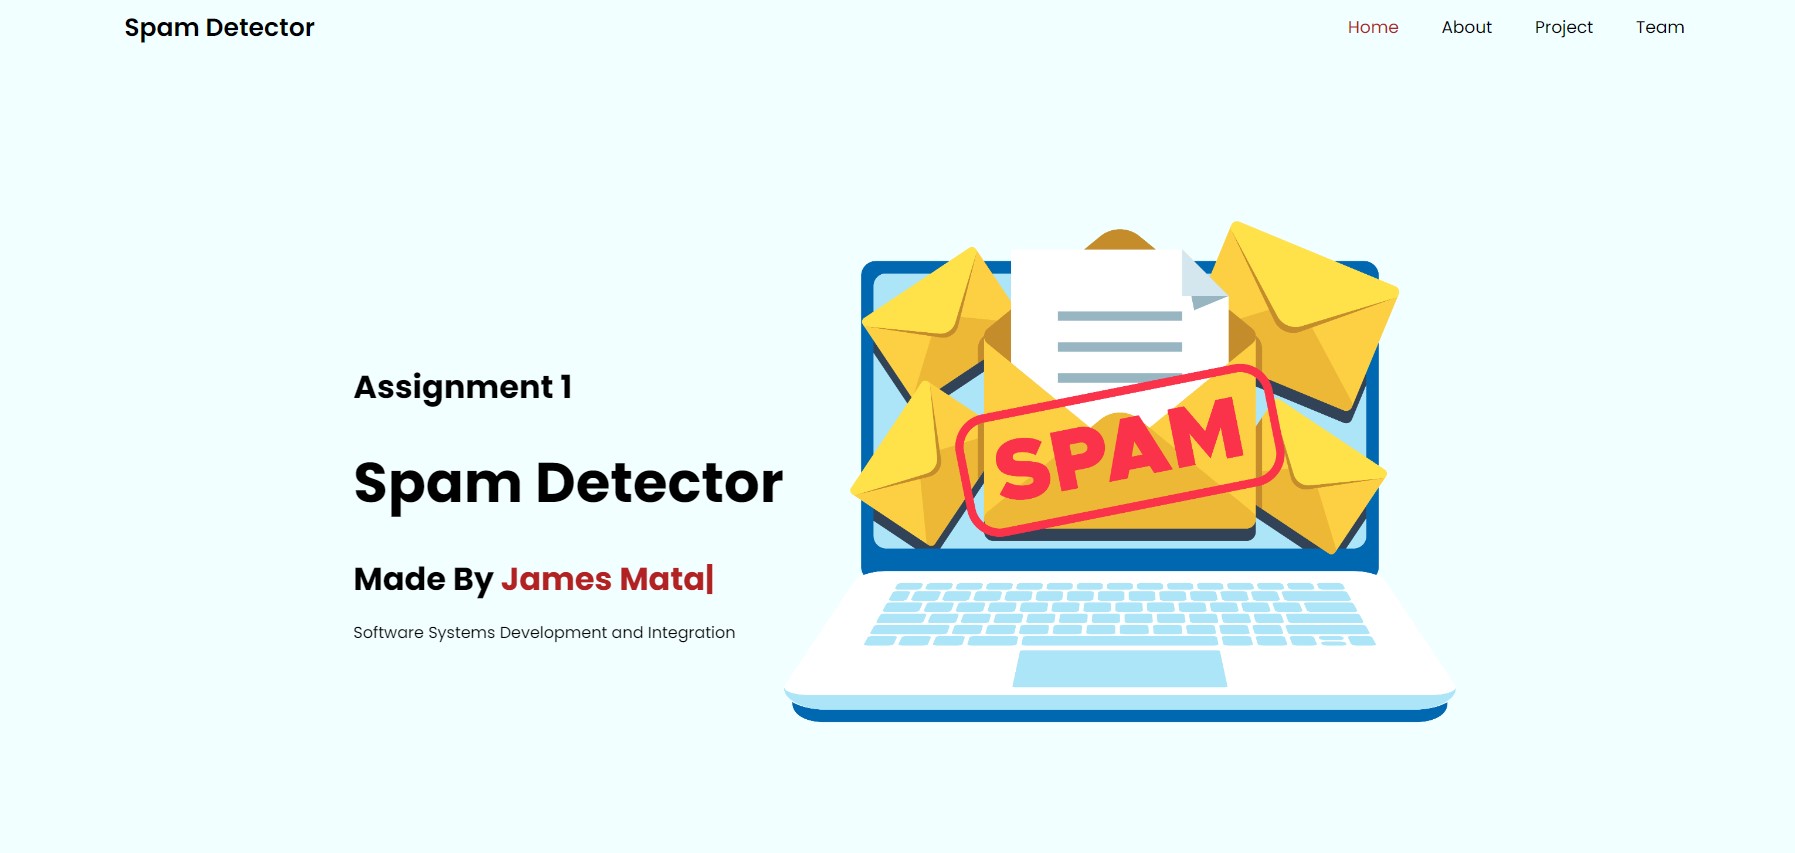 Spam Detector
Home About Project Team
Assignment 1
Spam Detector
Made By James Mata|
Software Systems Development and Integration
SPAM